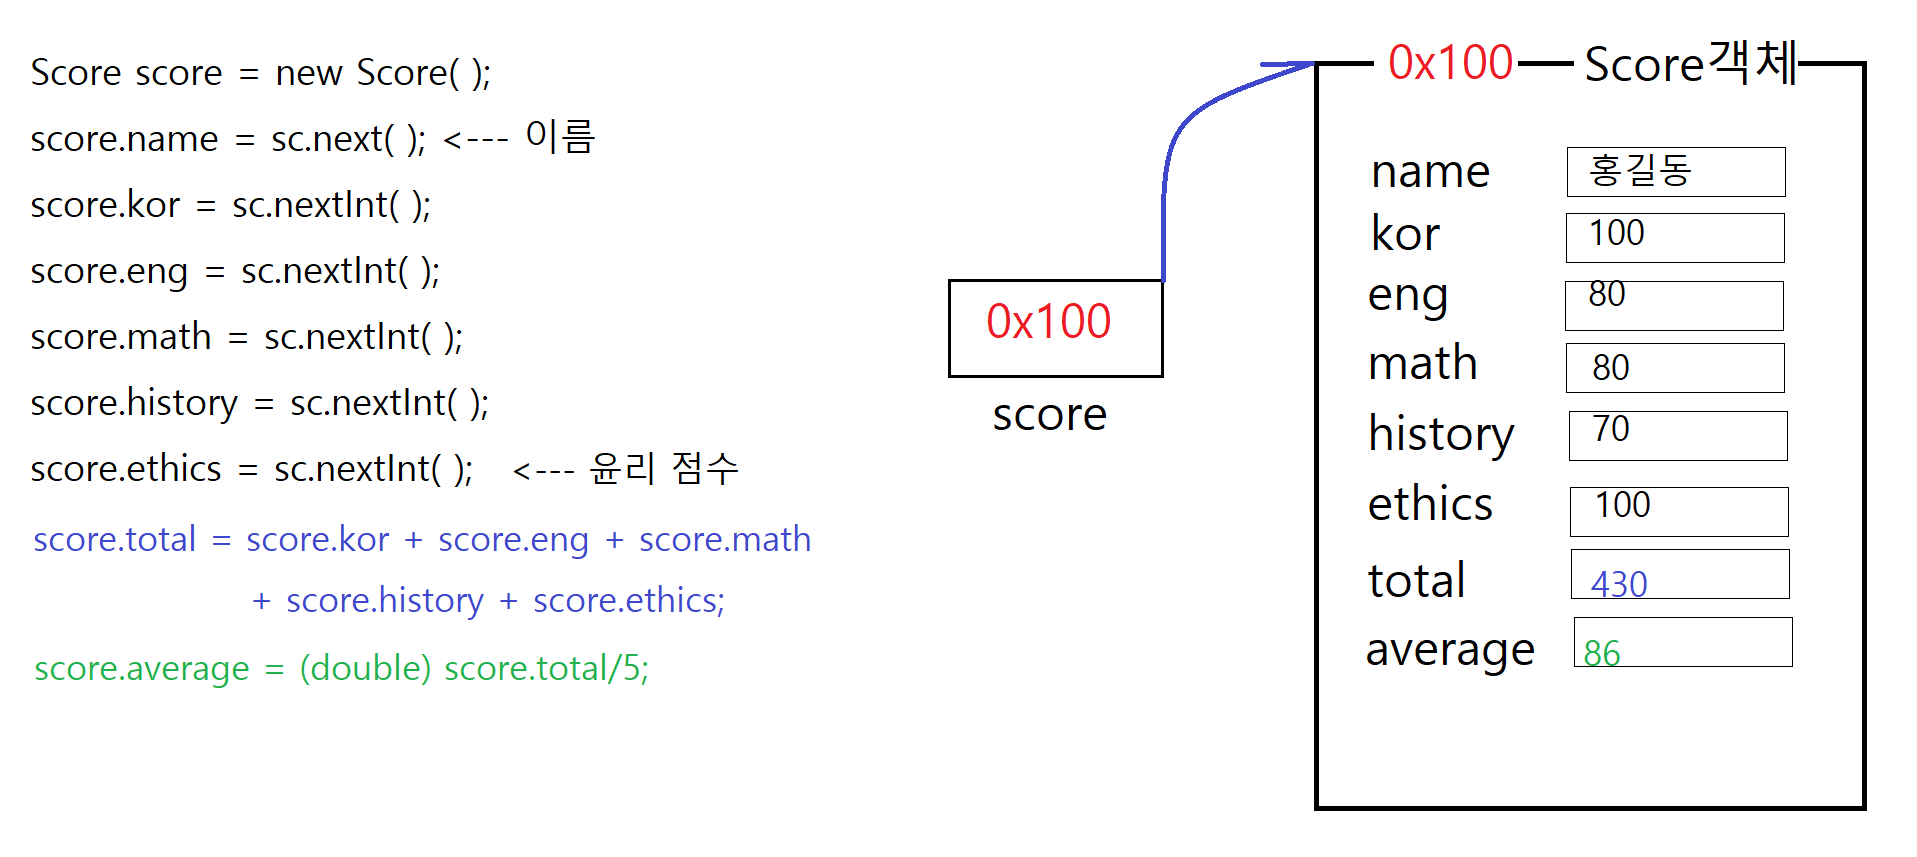 Score score = new Score( );
score.name = sc.next( ); <--- 이름
score.kor = sc.nextInt( );
score.eng = sc.nextInt( );
score.math = sc.nextInt( );
score.history = sc.nextInt( );
score.ethics = sc.nextInt( ); <--- 윤리 점수
score.total = score.kor + score.eng + score.math
+ score.history + score.ethics;
score.average = (double) score.total/5;
0x100
score
0x100 Score객체
name 홍길동
kor 100
eng 80
math 80
history 70
ethics 100
total 430
average 86